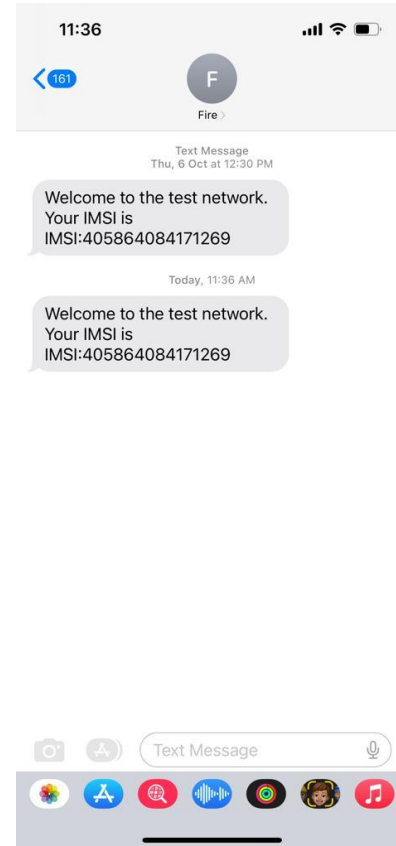 11:36
161
F
Fire
Text Message
Thu, 6 Oct at 12:30 PM
Welcome to the test network.
Your IMSI is
IMSI:405864084171269
Today, 11:36 AM
Welcome to the test network.
Your IMSI is
IMSI:405864084171269
Text Message